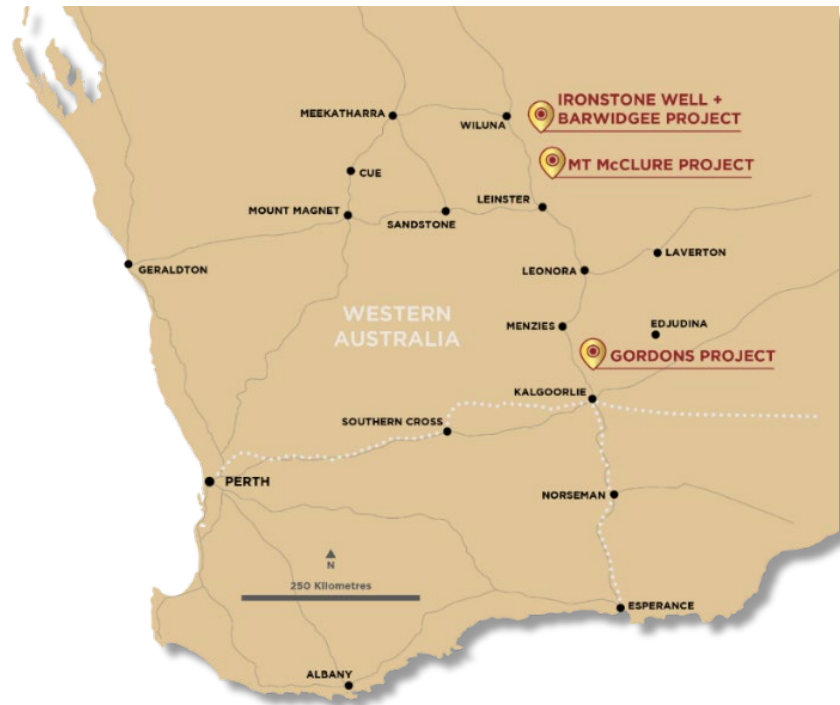 IRONSTONE WELL +
BARWIDGEE PROJECT
MEEKATHARRA
WILUNA
MT McCLURE PROJECT
CUE
LEINSTER
MOUNT MAGNET
SANDSTONE
LAVERTON
GERALDTON
LEONORA
WESTERN
AUSTRALIA
MENZIES
EDJUDINA
GORDONS PROJECT
KALGOORLIE
SOUTHERN CROSS
PERTH
NORSEMAN
N
250 Kilometres
ESPERANCE
ALBANY